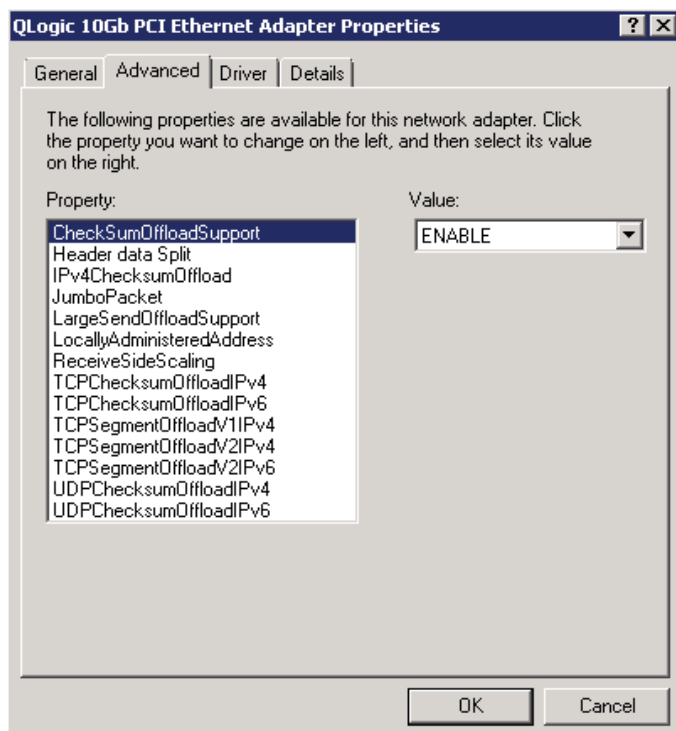 QLogic 10Gb PCI Ethernet Adapter Properties
General Advanced Driver Details
The following properties are available for this network adapter. Click
the property you want to change on the left, and then select its value
on the right.
Property: Value:
CheckSumOffloadSupport ENABLE
Header data Split
IPv4ChecksumOffload
JumboPacket
LargeSendOffloadSupport
LocallyAdministeredAddress
ReceiveSideScaling
TCPChecksumOffloadIPv4
TCPChecksumOffloadIPv6
TCPSegmentOffloadV1IPv4
TCPSegmentOffloadV2IPv4
TCPSegmentOffloadV2IPv6
UDPChecksumOffloadIPv4
UDPChecksumOffloadIPv6
OK Cancel